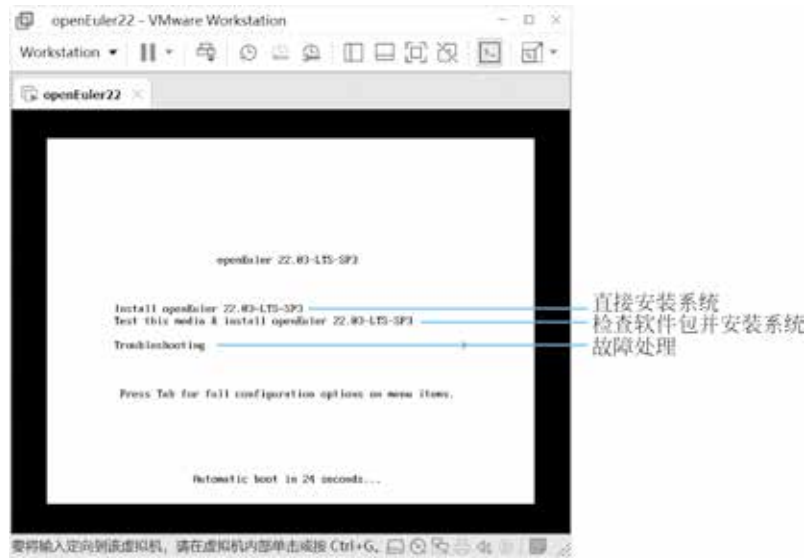 openEuler22 - VMware Workstation
Workstation
openEuler22
openEuler 22.03-LTS-SP3
Install openEuler 22.03-LTS-SP3
直接安装系统
Test this media & install openEuler 22.03-LTS-SP3
检查软件包并安装系统
Troubleshooting
故障处理
Press Tab for full configuration options on menu items.
Automatic boot in 24 seconds...
要将输入定向到该虚拟机，请在虚拟机内部单击或按 Ctrl+G。